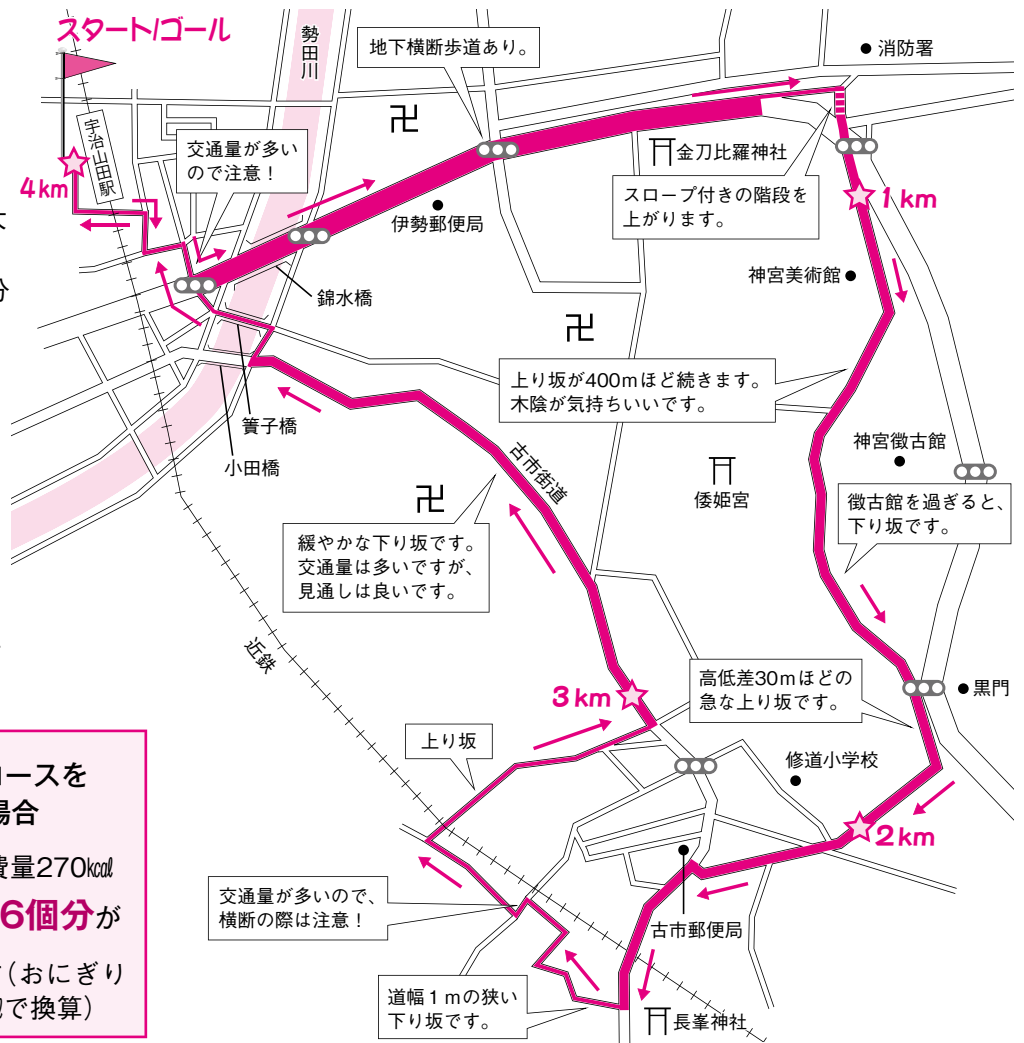 スタート/ゴール
勢田川
地下横断歩道あり。
消防署
宇治山田駅
交通量が多い
ので注意！
4km
金刀比羅神社
スロープ付きの階段を
上がります。
1km
伊勢郵便局
神宮美術館
錦水橋
上り坂が400mほど続きます。
木陰が気持ちいいです。
簀子橋
小田橋
古市街道
神宮徴古館
倭姫宮
徴古館を過ぎると、
下り坂です。
緩やかな下り坂です。
交通量は多いですが、
見通しは良いです。
近鉄
高低差30mほどの
急な上り坂です。
黒門
3km
上り坂
修道小学校
2km
コースを
場合
費量270kcal
6個分が
(おにぎり
で換算)
交通量が多いので、
横断の際は注意！
古市郵便局
道幅1mの狭い
下り坂です。
長峯神社